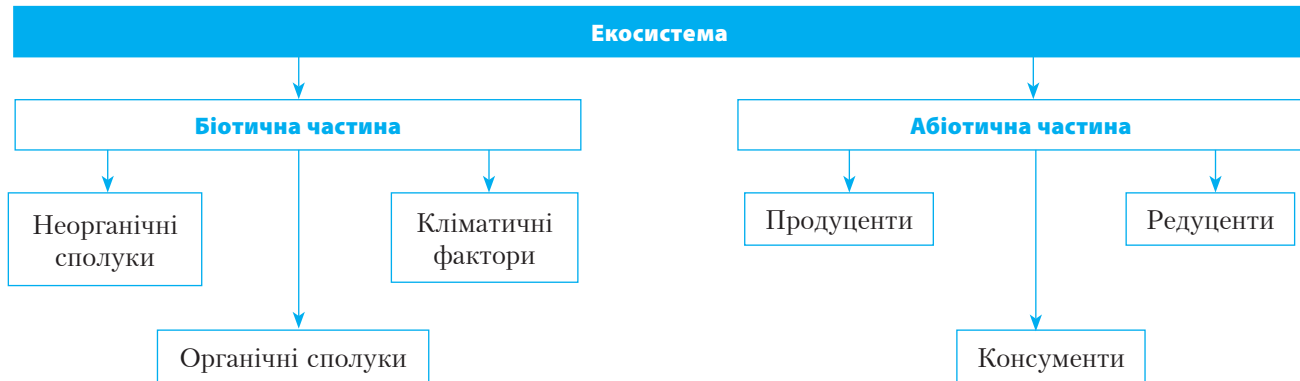 Екосистема
Біотична частина
Абіотична частина
Неорганічні
сполуки
Кліматичні
фактори
Продуценти
Редуценти
Органічні сполуки
Консументи